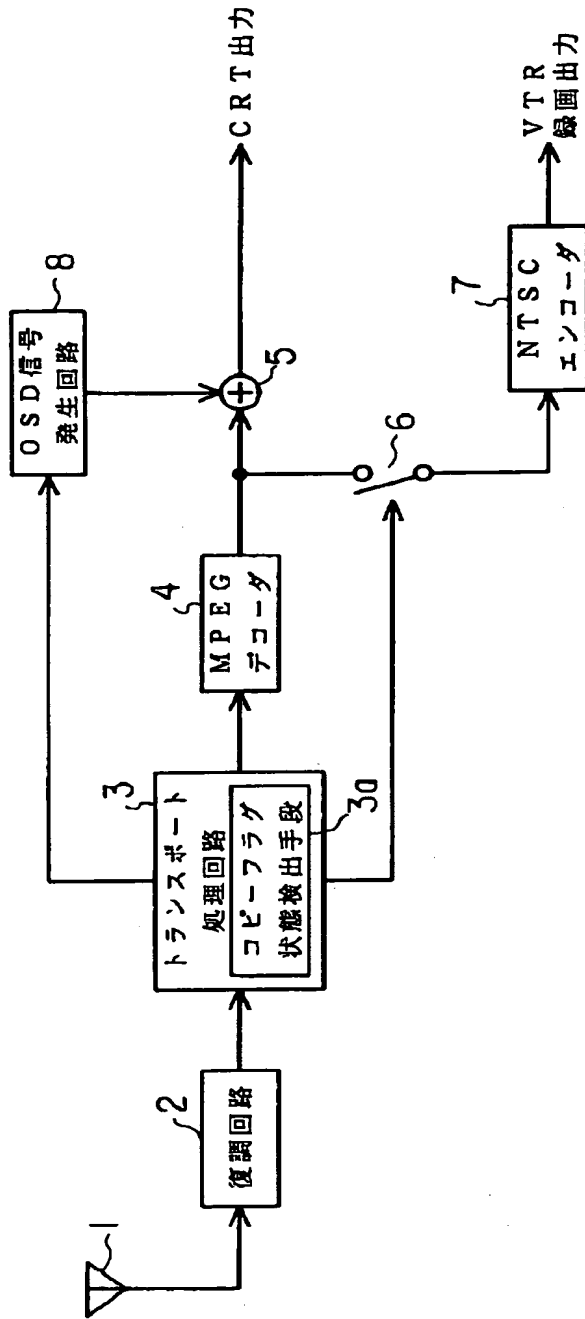 1
2
復調回路
3
トランスポート
処理回路
コピーフラグ
状態検出手段
3a
4
MPEG
デコーダ
8
OSD信号
発生回路
5
CRT出力
6
7
NTSC
エンコーダ
VTR
録画出力